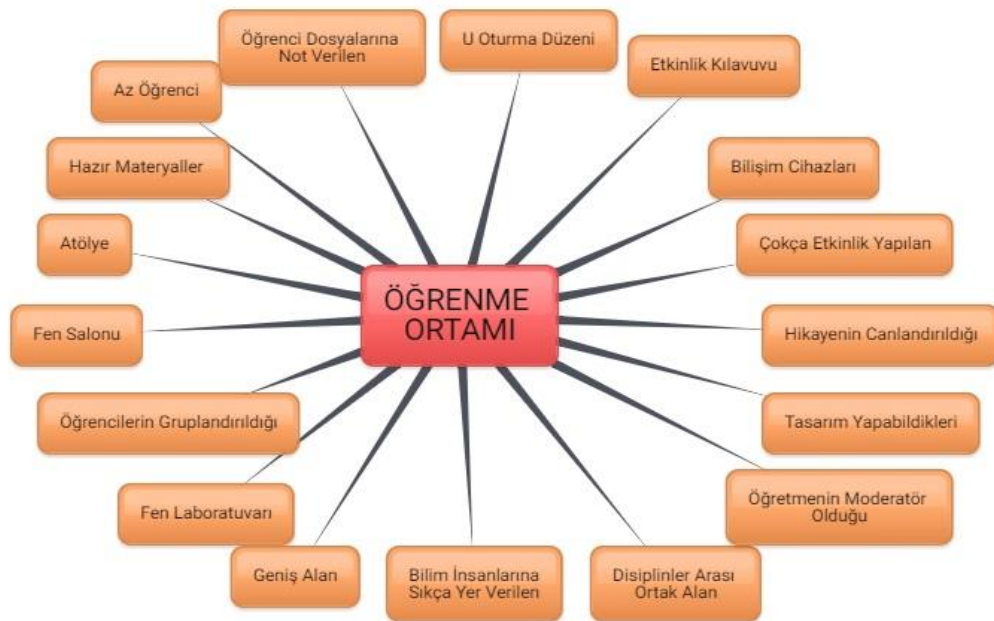 Öğrenci Dosyalarına
Not Verilen
U Oturma Düzeni
Etkinlik Kılavuvu
Az Öğrenci
Hazır Materyaller
Bilişim Cihazları
Atölye
Çokça Etkinlik Yapılan
ÖĞRENME
ORTAMI
Fen Salonu
Hikayenin Canlandırıldığı
Öğrencilerin Gruplandırıldığı
Tasarım Yapabildikleri
Fen Laboratuvarı
Öğretmenin Moderatör
Olduğu
Geniş Alan
Bilim İnsanlarına
Sıkça Yer Verilen
Disiplinler Arası
Ortak Alan